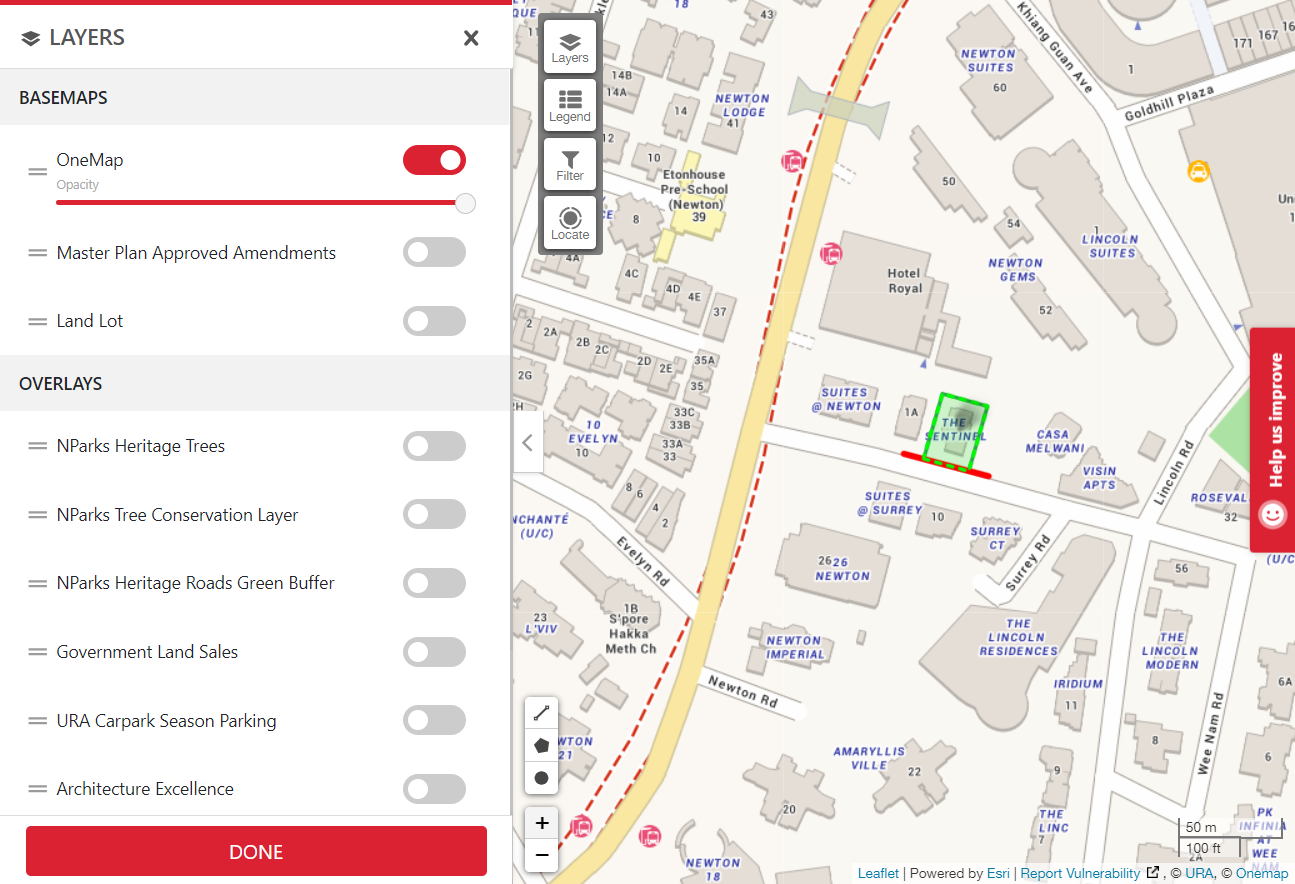 LAYERS
BASEMAPS
OneMap
Opacity
Master Plan Approved Amendments
Land Lot
OVERLAYS
NParks Heritage Trees
NParks Tree Conservation Layer
NParks Heritage Roads Green Buffer
Government Land Sales
URA Carpark Season Parking
Architecture Excellence
DONE
Layers
Legend
Filter
Locate
18
43
14B
14A
14
NEWTON
LODGE
41
12
10
Etonhouse
Pre-School
(Newton)
39
8
4A
4C
4D
4E
37
2
2A
2B
2C
2D
2E
2G
35A
35
33C
33B
33A
33
10
EVELYN
10
8
6
4
2
(U/C)
Evelyn Rd
23
L'VIV
1B
S'pore
Hakka
Meth Ch
Newton Rd
21
Khiang Guan Ave
NEWTON
SUITES
60
1
171
167
Goldhill Plaza
50
54
1
LINCOLN
SUITES
NEWTON
GEMS
52
Hotel
Royal
SUITES
@ NEWTON
1A
THE
SENTINEL
CASA
MELWANI
VISIN
APTS
Lincoln Rd
32
SUITES
@ SURREY
10
SURREY
CT
Surrey Rd
2626
NEWTON
NEWTON
IMPERIAL
THE
LINCOLN
RESIDENCES
56
THE
LINCOLN
MODERN
IRIDIUM
11
6A
Wee Nam Rd
8
6
AMARYLLIS
VILLE
22
20
9
THE
LINC
7
2A
PK
INFINIA
AT
WEE
NAM
NEWTON
18
Help us improve
+
−
50 m
100 ft
Leaflet | Powered by Esri | Report Vulnerability , © URA, © Onemap